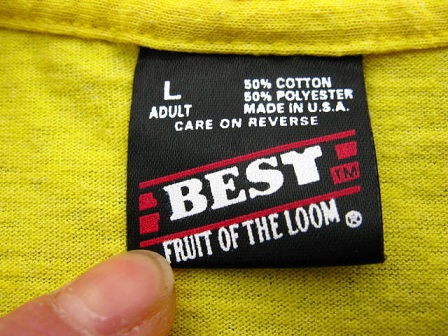 L
ADULT
50% COTTON
50% POLYESTER
MADE IN U.S.A.
CARE ON REVERSE
BEST TM
FRUIT OF THE LOOM ®